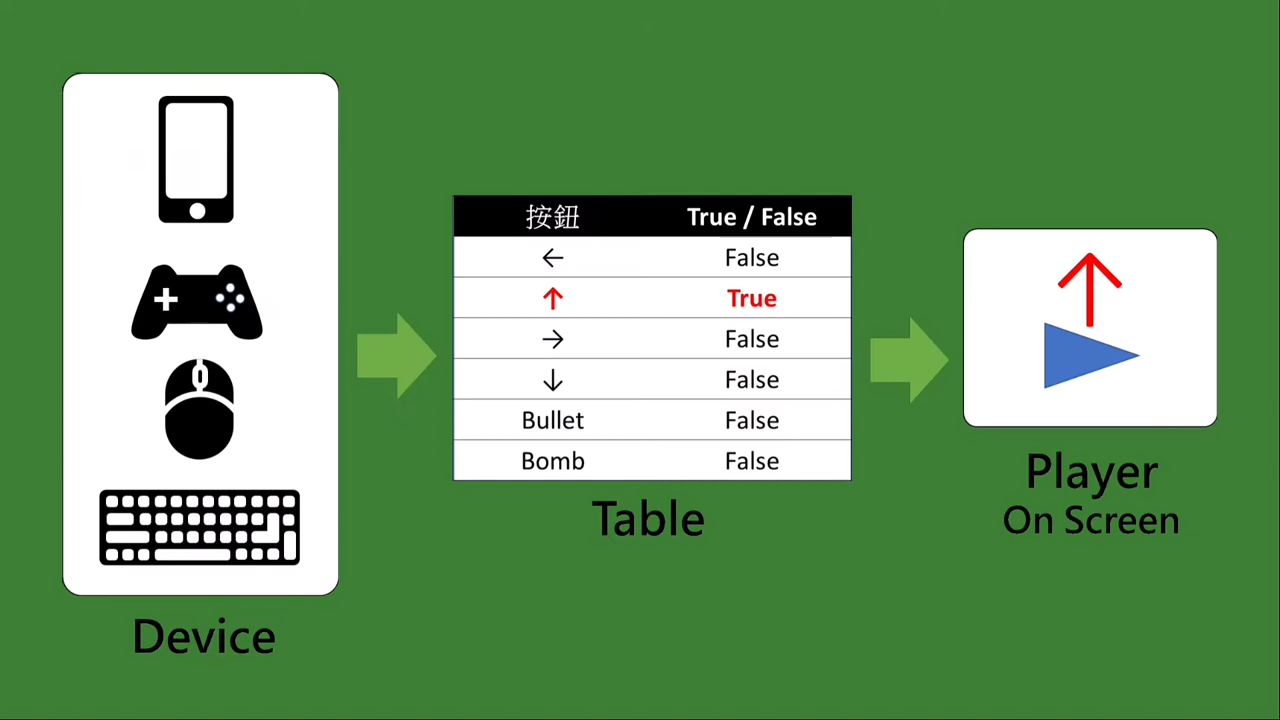 按鈕 True / False
← False
↑ True
→ False
↓ False
Bullet False
Bomb False
Device
Table
Player
On Screen